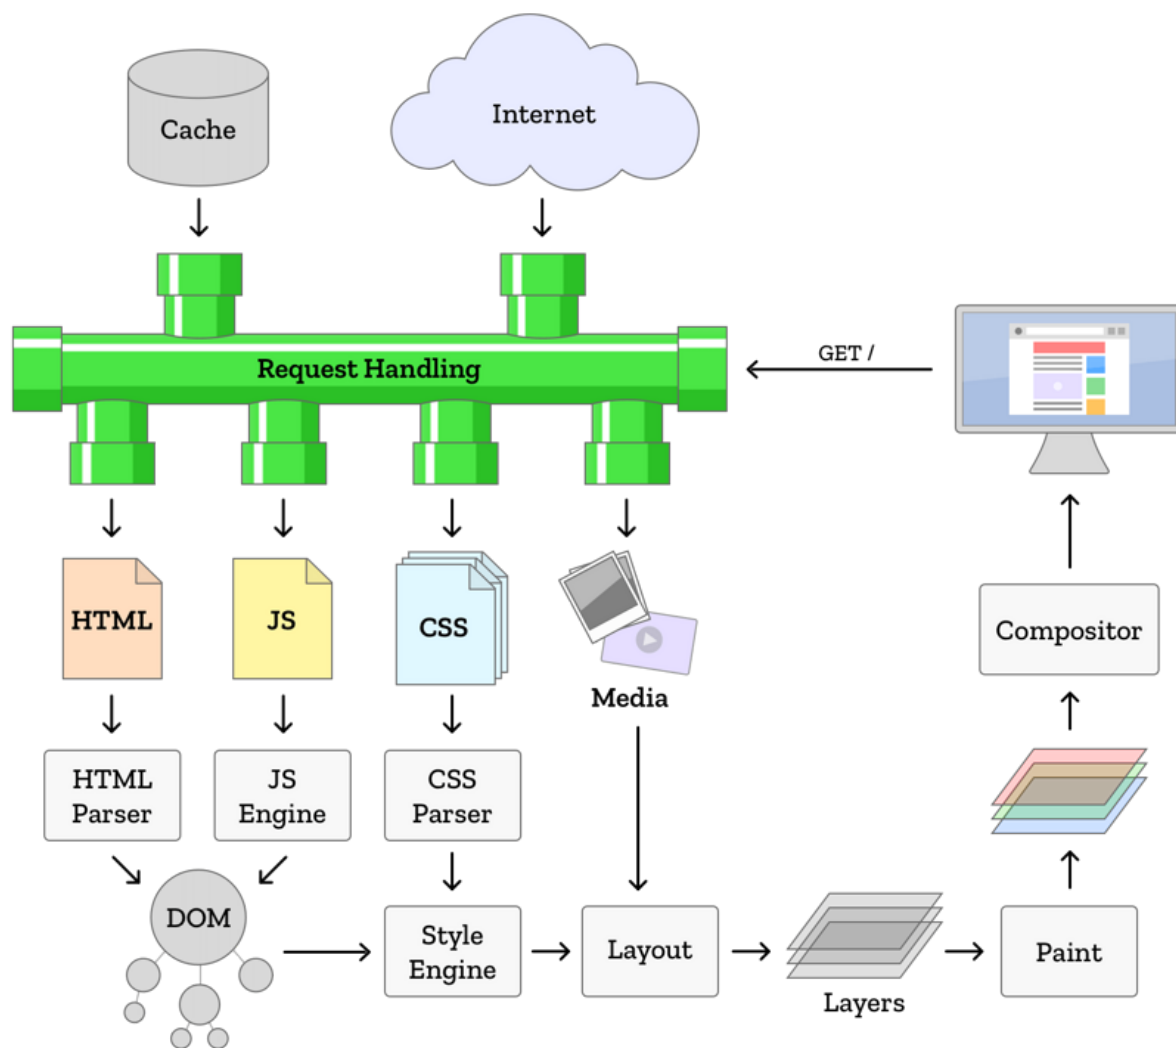 Cache
Internet
Request Handling
GET /
HTML
JS
CSS
Media
Compositor
HTML
Parser
JS
Engine
CSS
Parser
DOM
Style
Engine
Layout
Layers
Paint